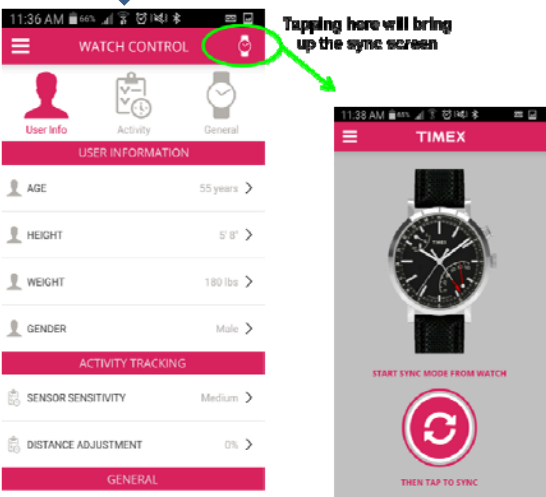 11:36 AM 66%
Tapping here will bring
up the sync screen
WATCH CONTROL
User Info
Activity
General
USER INFORMATION
AGE 55 years
HEIGHT 5' 8"
WEIGHT 180 lbs
GENDER Male
ACTIVITY TRACKING
SENSOR SENSITIVITY Medium
DISTANCE ADJUSTMENT 0%
GENERAL
11:38 AM
TIMEX
TIMEX
START SYNC MODE FROM WATCH
THEN TAP TO SYNC